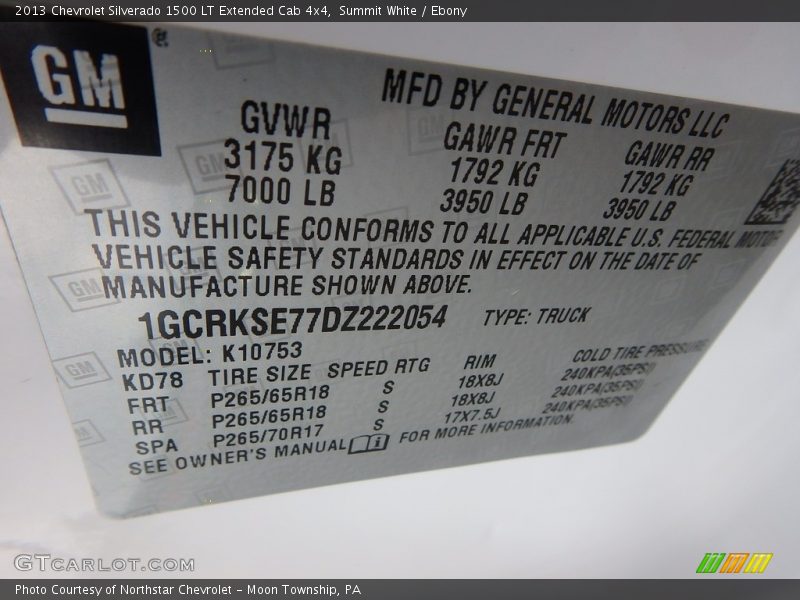 2013 Chevrolet Silverado 1500 LT Extended Cab 4x4, Summit White / Ebony
GM
MFD BY GENERAL MOTORS LLC
GVWR GAWR FRT GAWR RR
3175 KG 1792 KG 1792 KG
7000 LB 3950 LB 3950 LB
THIS VEHICLE CONFORMS TO ALL APPLICABLE U.S. FEDERAL MOTOR
VEHICLE SAFETY STANDARDS IN EFFECT ON THE DATE OF
MANUFACTURE SHOWN ABOVE.
1GCRKSE77DZ222054 TYPE: TRUCK
MODEL: K10753
KD78 TIRE SIZE SPEED RTG RIM COLD TIRE PRESSURE
FRT P265/65R18 S 18X8J 240KPA(35PSI)
RR P265/65R18 S 18X8J 240KPA(35PSI)
SPA P265/70R17 S 17X7.5J 240KPA(35PSI)
SEE OWNER'S MANUAL FOR MORE INFORMATION.
GTCARLOT.COM
Photo Courtesy of Northstar Chevrolet - Moon Township, PA